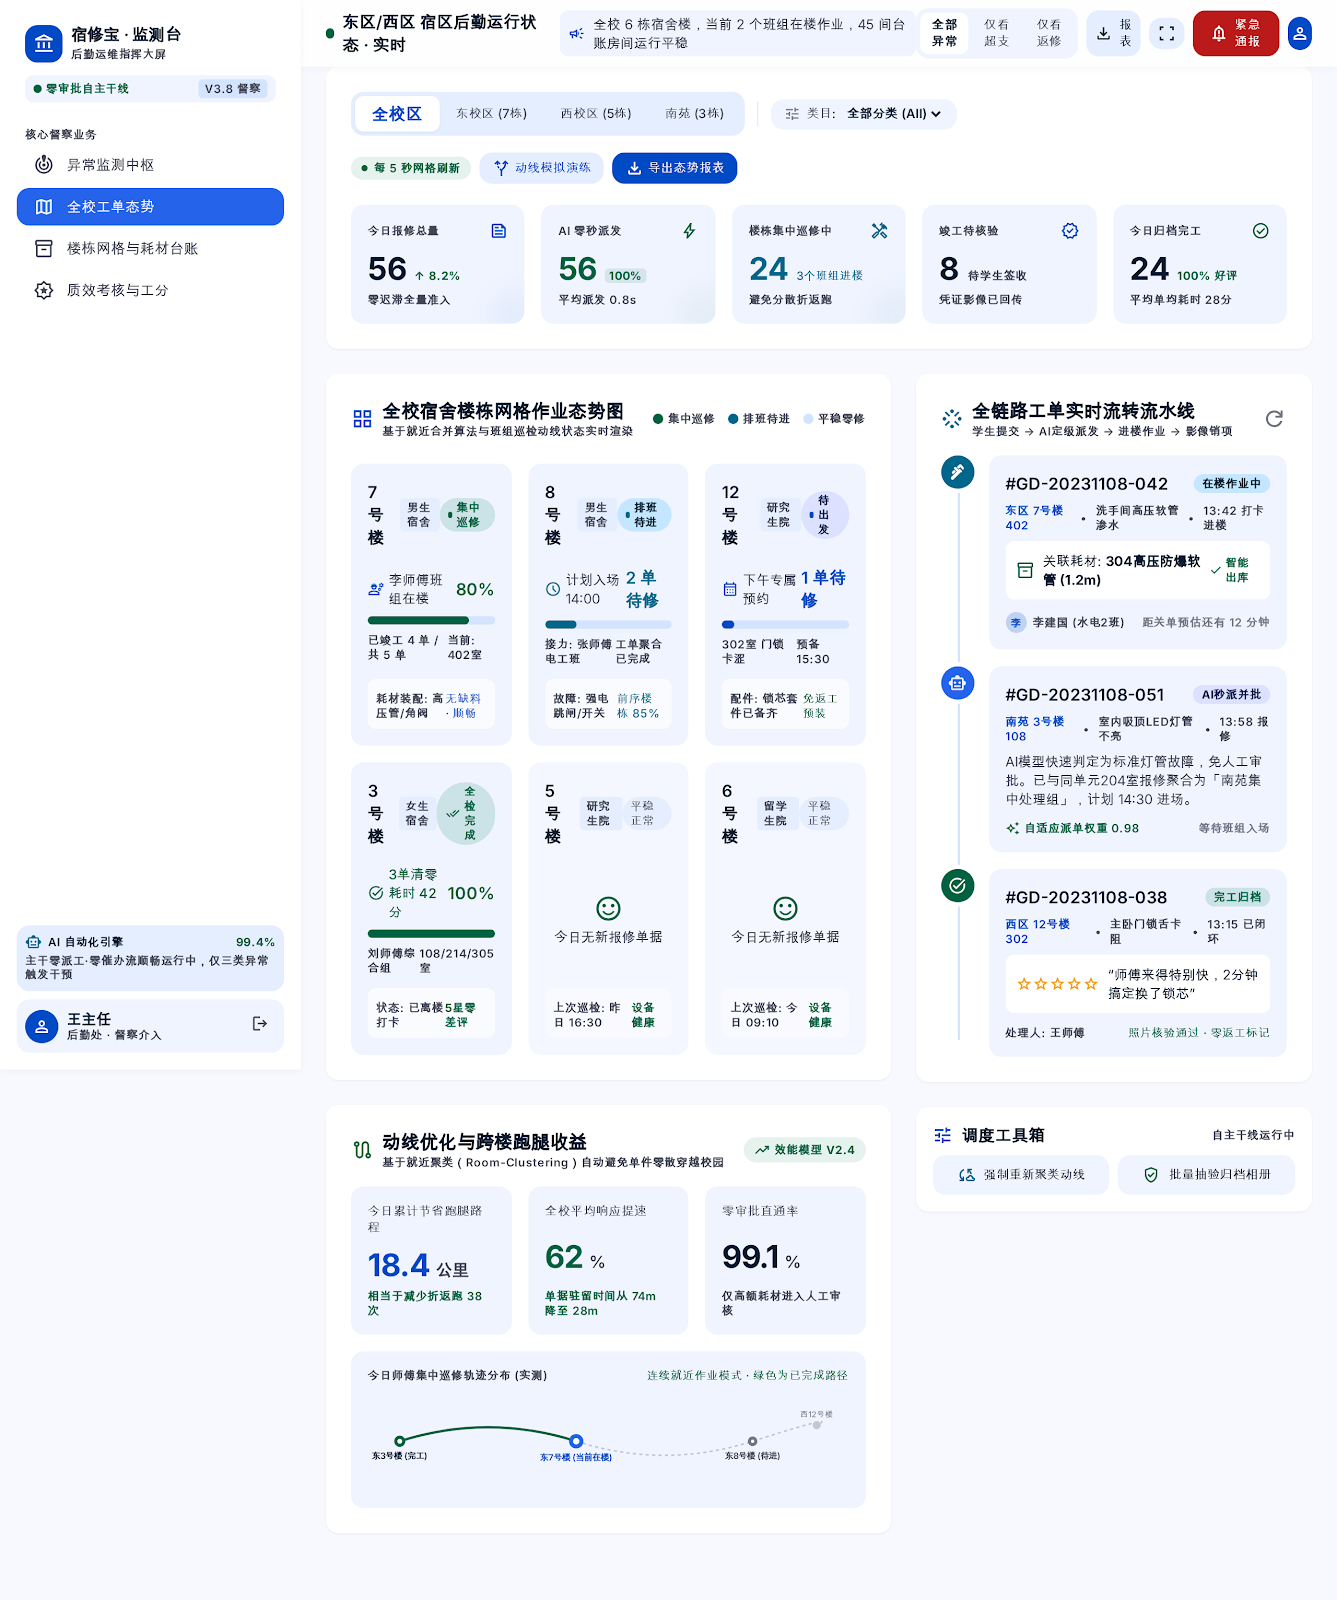 宿修宝 · 监测台
后勤运维指挥大屏
零审批自主干线
V3.8 督察
核心督察业务
异常监测中枢
全校工单态势
楼栋网格与耗材台账
质效考核与工分
AI 自动化引擎
99.4%
主干零派工·零催办流顺畅运行中，仅三类异常
触发干预
王主任
后勤处 · 督察介入
东区/西区 宿区后勤运行状
态 · 实时
全校 6 栋宿舍楼，当前 2 个班组在楼作业，45 间台
账房间运行平稳
全部
异常
仅看
超支
仅看
返修
报
表
紧急
通报
全校区
东校区 (7栋)
西校区 (5栋)
南苑 (3栋)
类目:
全部分类 (All)
每 5 秒网格刷新
动线模拟演练
导出态势报表
今日报修总量
56
↑ 8.2%
零迟滞全量准入
AI 零秒派发
56
100%
平均派发 0.8s
楼栋集中巡修中
24
3个班组进楼
避免分散折返跑
竣工待核验
8
待学生签收
凭证影像已回传
今日归档完工
24
100% 好评
平均单均耗时 28分
全校宿舍楼栋网格作业态势图
基于就近合并算法与班组巡检动线状态实时渲染
集中巡修
排班待进
平稳零修
7
号
楼
男生
宿舍
集中
巡修
李师傅班
组在楼
80%
已竣工 4 单 /
共 5 单
当前:
402室
耗材装配: 高
压管/角阀
无缺料
· 顺畅
8
号
楼
男生
宿舍
排班
待进
计划入场
14:00
2 单
待修
接力: 张师傅
电工班
工单聚合
已完成
故障: 强电
跳闸/开关
前序楼
栋 85%
12
号
楼
研究
生院
待
出
发
下午专属
预约
1 单待
修
302室 门锁
卡涩
预备
15:30
配件: 锁芯套
件已备齐
免返工
预装
3
号
楼
女生
宿舍
全
检
完
成
3单清零
耗时 42
分
100%
刘师傅综
合组
108/214/305
室
状态: 已离楼
打卡
5星零
差评
5
号
楼
研究
生院
平稳
正常
今日无新报修单据
上次巡检: 昨
日 16:30
设备
健康
6
号
楼
留学
生院
平稳
正常
今日无新报修单据
上次巡检: 今
日 09:10
设备
健康
全链路工单实时流转流水线
学生提交 → AI定级派发 → 进楼作业 → 影像销项
#GD-20231108-042
在楼作业中
东区 7号楼
402
•
洗手间高压软管
渗水
•
13:42 打卡
进楼
关联耗材: 304高压防爆软
管 (1.2m)
智能
出库
李
李建国 (水电2班)
距关单预估还有 12 分钟
#GD-20231108-051
AI秒派并批
南苑 3号楼
108
•
室内吸顶LED灯管
不亮
•
13:58 报
修
AI模型快速判定为标准灯管故障，免人工审
批。已与同单元204室报修聚合为「南苑集
中处理组」，计划 14:30 进场。
自适应派单权重 0.98
等待班组入场
#GD-20231108-038
完工归档
西区 12号楼
302
•
主卧门锁舌卡
阻
•
13:15 已闭
环
“师傅来得特别快，2分钟
搞定换了锁芯”
处理人: 王师傅
照片核验通过 · 零返工标记
动线优化与跨楼跑腿收益
基于就近聚类 ( Room-Clustering ) 自动避免单件零散穿越校园
效能模型 V2.4
今日累计节省跑腿路
程
18.4 公里
相当于减少折返跑 38
次
全校平均响应提速
62 %
单据驻留时间从 74m
降至 28m
零审批直通率
99.1 %
仅高额耗材进入人工审
核
今日师傅集中巡修轨迹分布 (实测)
连续就近作业模式 · 绿色为已完成路径
东3号楼 (完工)
东7号楼 (当前在楼)
东8号楼 (待进)
西12号楼
调度工具箱
自主干线运行中
强制重新聚类动线
批量抽验归档相册